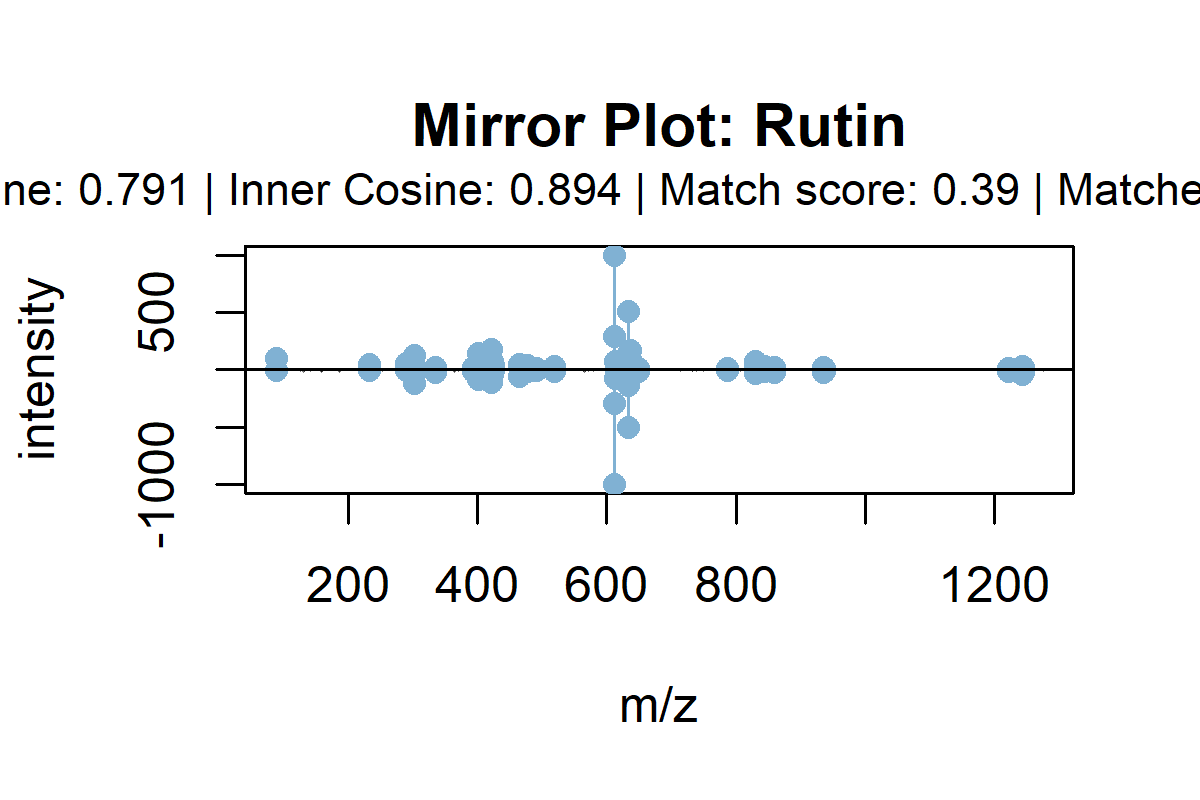 Mirror Plot: Rutin
ne: 0.791 | Inner Cosine: 0.894 | Match score: 0.39 | Matche
intensity
500
-1000
200 400 600 800 1200
m/z